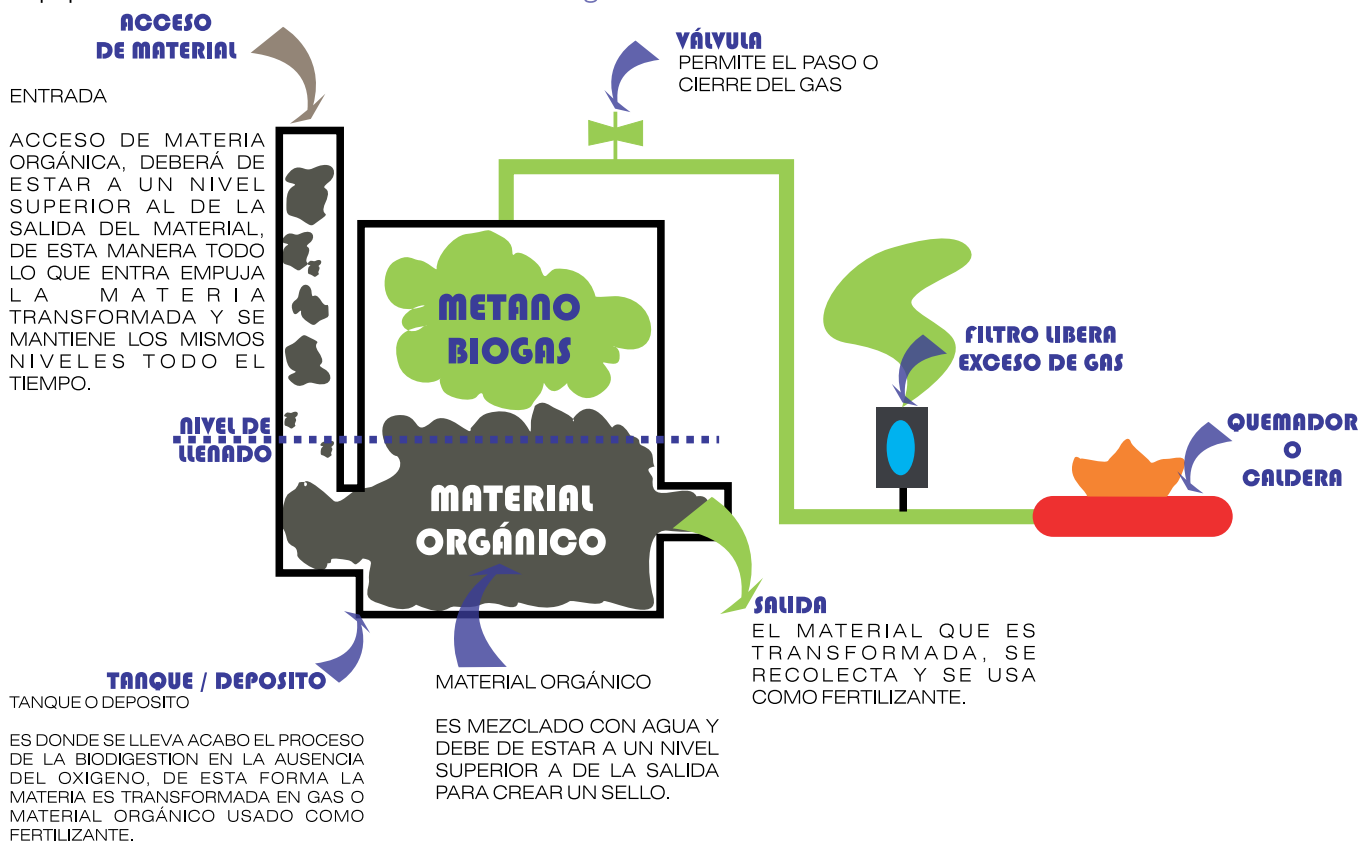 ACCESO
DE MATERIAL
ENTRADA
ACCESO DE MATERIA
ORGÁNICA, DEBERÁ DE
ESTAR A UN NIVEL
SUPERIOR AL DE LA
SALIDA DEL MATERIAL,
DE ESTA MANERA TODO
LO QUE ENTRA EMPUJA
LA MATERIA
TRANSFORMADA Y SE
MANTIENE LOS MISMOS
NIVELES TODO EL
TIEMPO.
VÁLVULA
PERMITE EL PASO O
CIERRE DEL GAS
METANO
BIOGAS
FILTRO LIBERA
EXCESO DE GAS
NIVEL DE
LLENADO
QUEMADOR
O
CALDERA
MATERIAL
ORGÁNICO
SALIDA
EL MATERIAL QUE ES
TRANSFORMADA, SE
RECOLECTA Y SE USA
COMO FERTILIZANTE.
TANQUE / DEPOSITO
TANQUE O DEPOSITO
ES DONDE SE LLEVA ACABO EL PROCESO
DE LA BIODIGESTION EN LA AUSENCIA
DEL OXIGENO, DE ESTA FORMA LA
MATERIA ES TRANSFORMADA EN GAS O
MATERIAL ORGÁNICO USADO COMO
FERTILIZANTE.
MATERIAL ORGÁNICO
ES MEZCLADO CON AGUA Y
DEBE DE ESTAR A UN NIVEL
SUPERIOR A DE LA SALIDA
PARA CREAR UN SELLO.